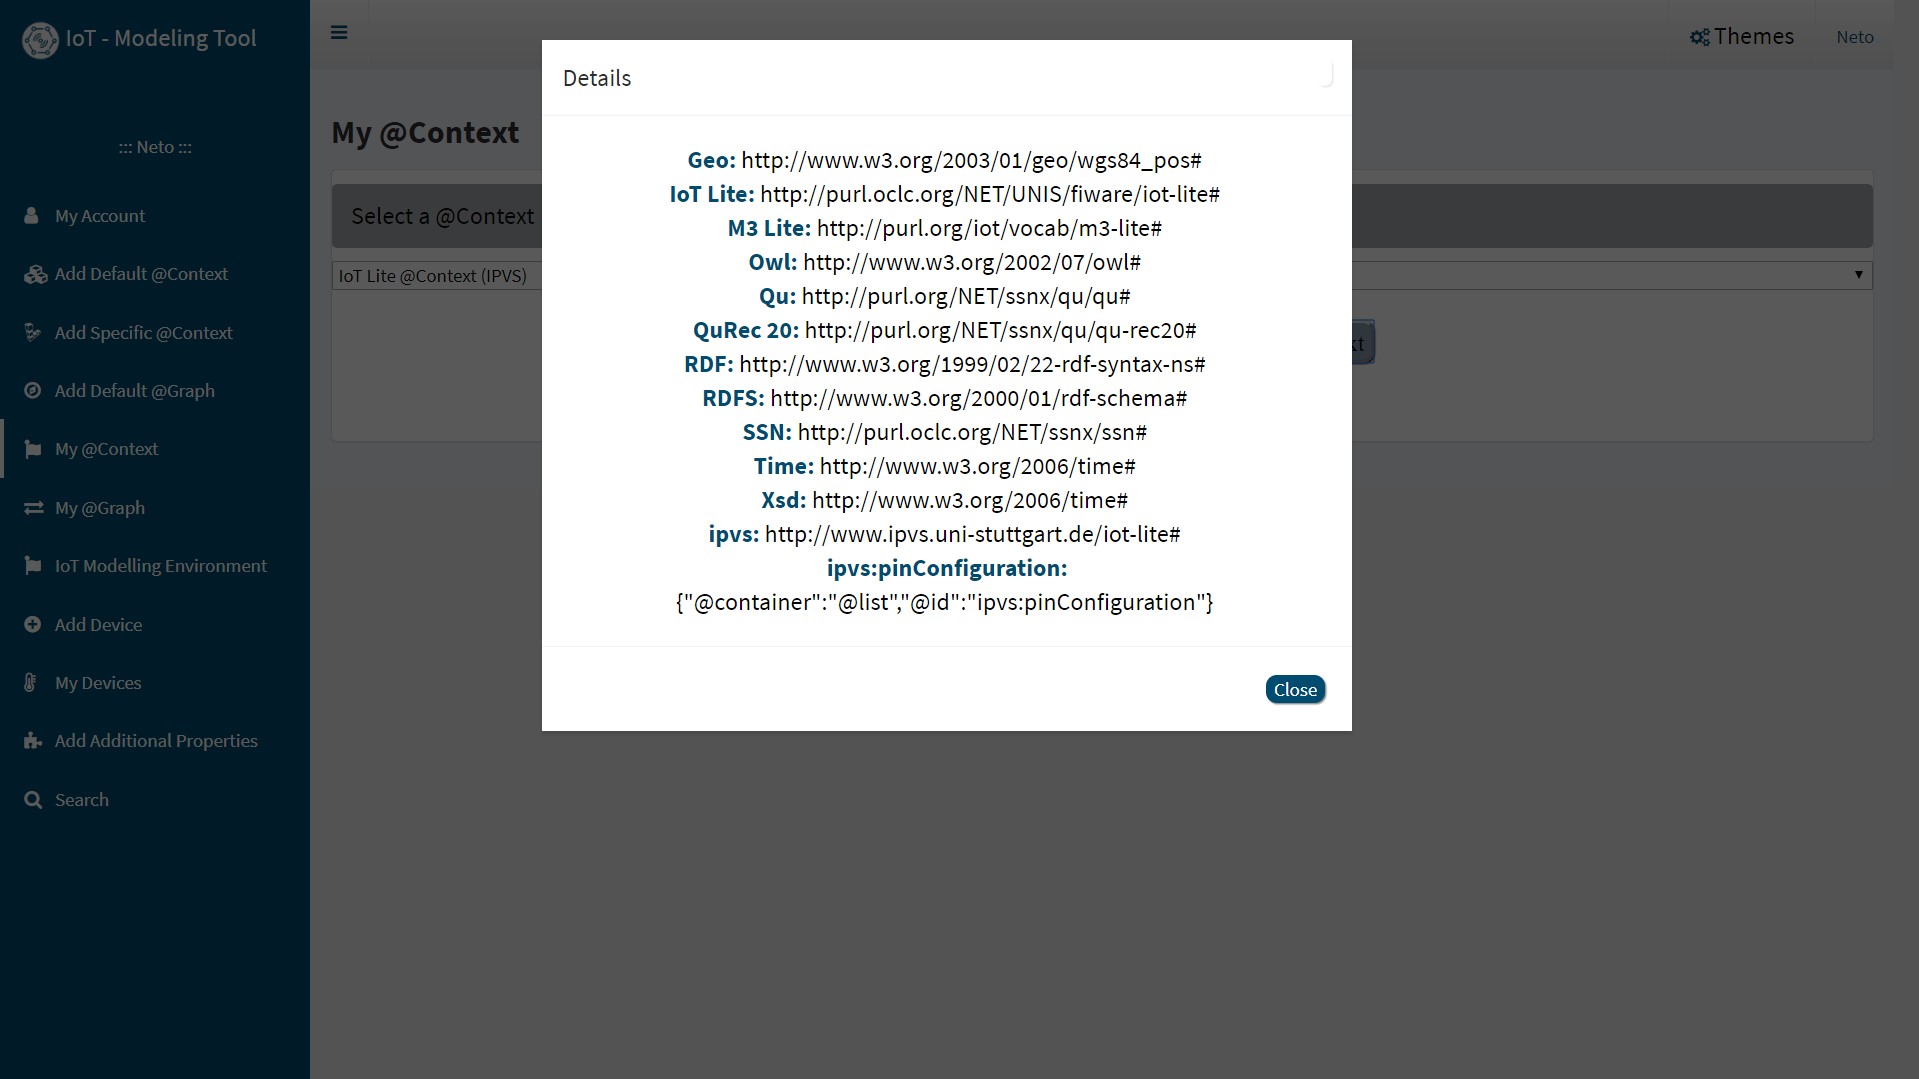 IoT - Modeling Tool
::: Neto :::
My Account
Add Default @Context
Add Specific @Context
Add Default @Graph
My @Context
My @Graph
IoT Modelling Environment
Add Device
My Devices
Add Additional Properties
Search
Themes
Neto
My @Context
Select a @Context
IoT Lite @Context (IPVS)
Details
Geo: http://www.w3.org/2003/01/geo/wgs84_pos#
IoT Lite: http://purl.oclc.org/NET/UNIS/fiware/iot-lite#
M3 Lite: http://purl.org/iot/vocab/m3-lite#
Owl: http://www.w3.org/2002/07/owl#
Qu: http://purl.org/NET/ssnx/qu/qu#
QuRec 20: http://purl.org/NET/ssnx/qu/qu-rec20#
RDF: http://www.w3.org/1999/02/22-rdf-syntax-ns#
RDFS: http://www.w3.org/2000/01/rdf-schema#
SSN: http://purl.oclc.org/NET/ssnx/ssn#
Time: http://www.w3.org/2006/time#
Xsd: http://www.w3.org/2006/time#
ipvs: http://www.ipvs.uni-stuttgart.de/iot-lite#
ipvs:pinConfiguration:
{"@container":"@list","@id":"ipvs:pinConfiguration"}
Close